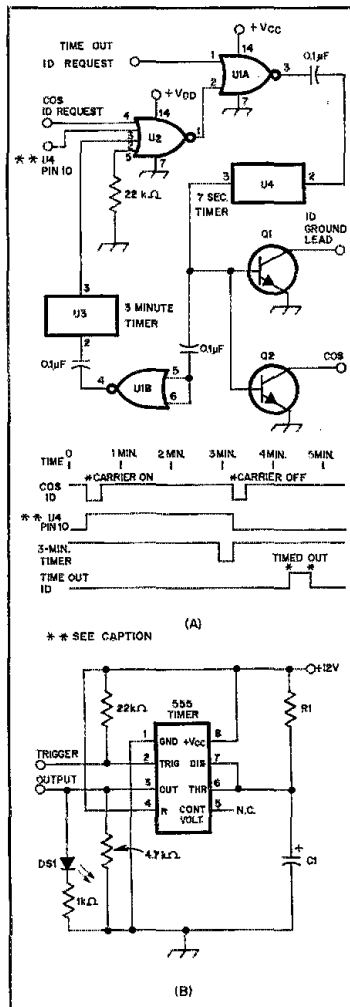 +VCC
TIME OUT
ID REQUEST
1
14
U1A
3
0.1µF
2
7
COS
ID REQUEST
+VDD
4
14
U2
1
** U4
PIN 10
3
2
5
7
22 kΩ
3
U4
2
7 SEC.
TIMER
ID
GROUND
LEAD
Q1
3
U3
2
3 MINUTE
TIMER
0.1µF
0.1µF
Q2
COS
4
U1B
5
6
TIME
0
1 MIN.
2 MIN.
3 MIN.
4 MIN.
5 MIN.
COS
ID
*CARRIER ON
*CARRIER OFF
** U4
PIN 10
3-MIN.
TIMER
TIMED OUT
* *
TIME OUT
ID
(A)
** SEE CAPTION
+12V
22kΩ
555
TIMER
R1
1 GND +VCC 8
TRIGGER
2 TRIG DIS 7
OUTPUT
3 OUT THR 6
4 R CONT VOLT. 5
N.C.
+
C1
DS1
4.7kΩ
1kΩ
(B)